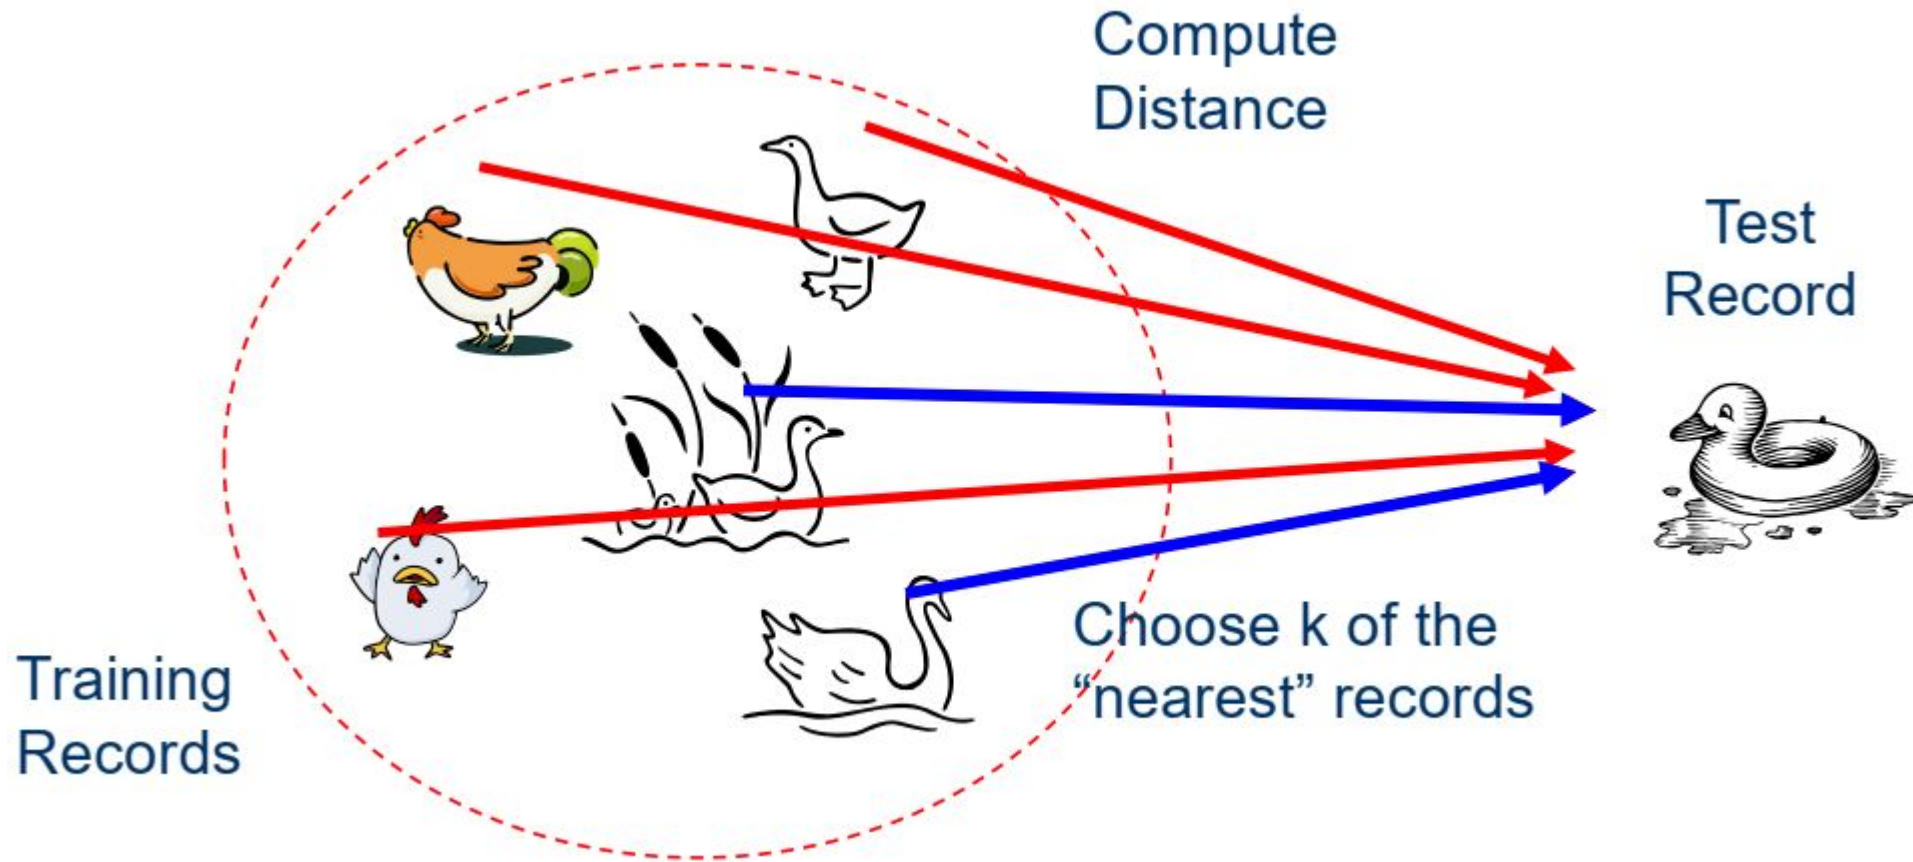 Compute
Distance
Test
Record
Choose k of the
“nearest” records
Training
Records